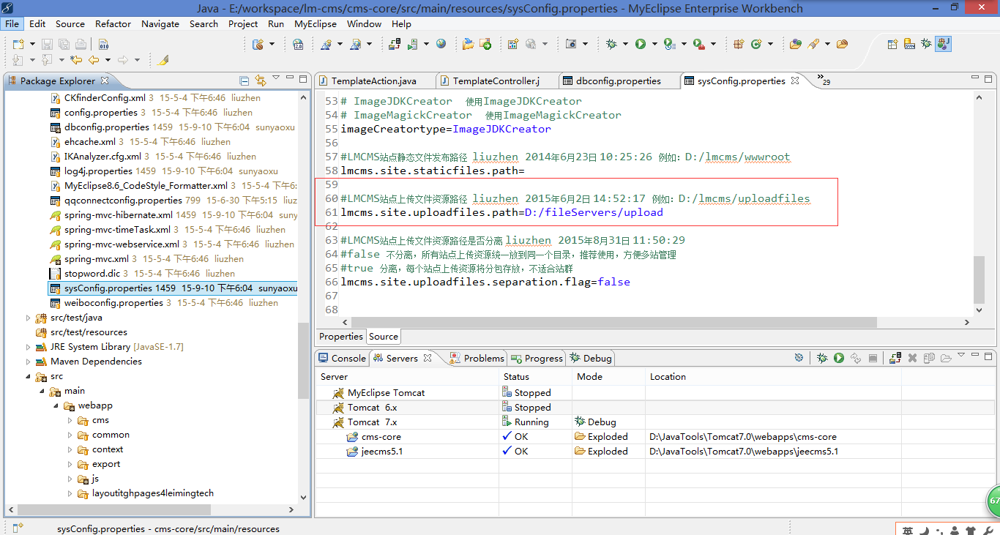 Java - E:/workspace/lm-cms/cms-core/src/main/resources/sysConfig.properties - MyEclipse Enterprise Workbench
File Edit Source Refactor Navigate Search Project Run MyEclipse Window Help
Package Explorer
CKfinderConfig.xml 3 15-5-4 下午6:46 liuzhen
config.properties 3 15-5-4 下午6:46 liuzhen
dbconfig.properties 1459 15-9-10 下午6:04 sunyaoxu
ehcache.xml 3 15-5-4 下午6:46 liuzhen
IKAnalyzer.cfg.xml 3 15-5-4 下午6:46 liuzhen
log4j.properties 1459 15-9-10 下午6:04 sunyaoxu
MyEclipse8.6_CodeStyle_Formatter.xml 3 15-5-4 下午6:
qqconnectconfig.properties 799 15-6-30 下午5:15 liuz
spring-mvc-hibernate.xml 1459 15-9-10 下午6:04 suny
spring-mvc-timeTask.xml 3 15-5-4 下午6:46 liuzhen
spring-mvc-webservice.xml 3 15-5-4 下午6:46 liuzhen
spring-mvc.xml 3 15-5-4 下午6:46 liuzhen
stopword.dic 3 15-5-4 下午6:46 liuzhen
sysConfig.properties 1459 15-9-10 下午6:04 sunyaoxu
weiboconfig.properties 3 15-5-4 下午6:46 liuzhen
src/test/java
src/test/resources
JRE System Library [JavaSE-1.7]
Maven Dependencies
src
main
webapp
cms
common
context
export
js
layoutitghpages4leimingtech
TemplateAction.java TemplateController.j dbconfig.properties sysConfig.properties »29
53 # ImageJDKCreator 使用ImageJDKCreator
54 # ImageMagickCreator 使用ImageMagickCreator
55 imageCreatortype=ImageJDKCreator
56
57 #LMCMS站点静态文件发布路径 liuzhen 2014年6月23日10:25:26 例如：D:/lmcms/wwwroot
58 lmcms.site.staticfiles.path=
59
60 #LMCMS站点上传文件资源路径 liuzhen 2015年6月2日14:52:17 例如：D:/lmcms/uploadfiles
61 lmcms.site.uploadfiles.path=D:/fileServers/upload
62
63 #LMCMS站点上传文件资源路径是否分离 liuzhen 2015年8月31日11:50:29
64 #false 不分离，所有站点上传资源统一放到同一个目录，推荐使用，方便多站管理
65 #true 分离，每个站点上传资源将分包存放，不适合站群
66 lmcms.site.uploadfiles.separation.flag=false
67
68
Properties Source
Console Servers Problems Progress Debug
Server Status Mode Location
MyEclipse Tomcat Stopped
Tomcat 6.x Stopped
Tomcat 7.x Running Debug
cms-core OK Exploded D:\JavaTools\Tomcat7.0\webapps\cms-core
jeecms5.1 OK Exploded D:\JavaTools\Tomcat7.0\webapps\jeecms5.1
67
sysConfig.properties - cms-core/src/main/resources
英